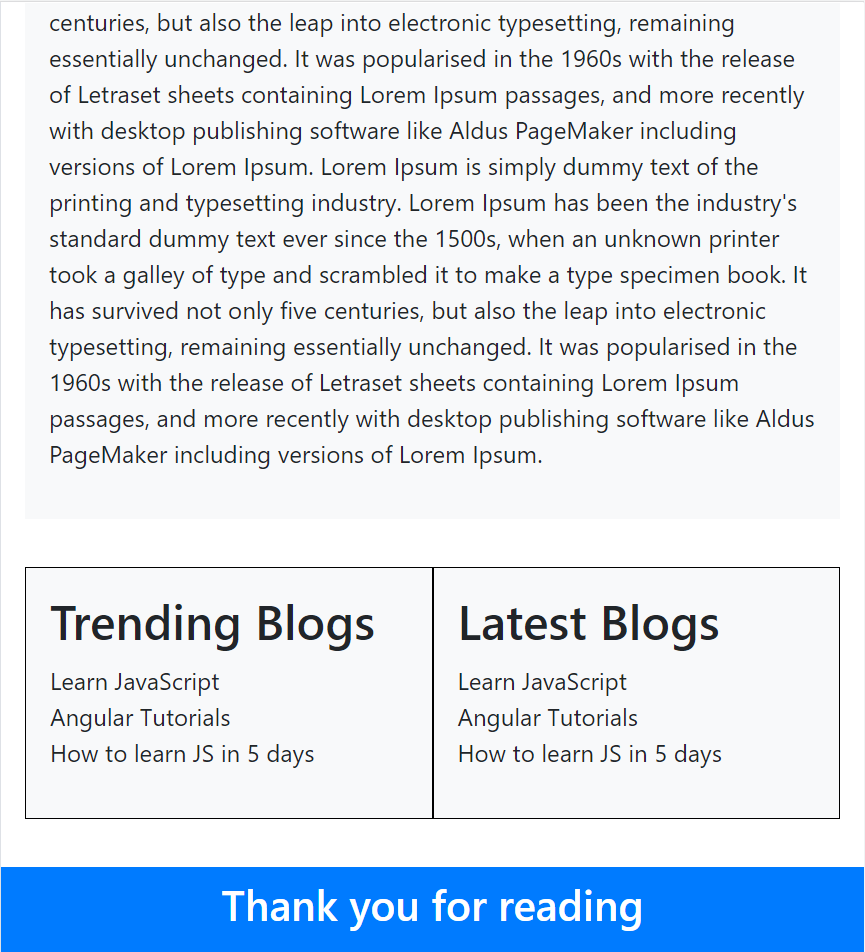 centuries, but also the leap into electronic typesetting, remaining
essentially unchanged. It was popularised in the 1960s with the release
of Letraset sheets containing Lorem Ipsum passages, and more recently
with desktop publishing software like Aldus PageMaker including
versions of Lorem Ipsum. Lorem Ipsum is simply dummy text of the
printing and typesetting industry. Lorem Ipsum has been the industry's
standard dummy text ever since the 1500s, when an unknown printer
took a galley of type and scrambled it to make a type specimen book. It
has survived not only five centuries, but also the leap into electronic
typesetting, remaining essentially unchanged. It was popularised in the
1960s with the release of Letraset sheets containing Lorem Ipsum
passages, and more recently with desktop publishing software like Aldus
PageMaker including versions of Lorem Ipsum.
Trending Blogs
Learn JavaScript
Angular Tutorials
How to learn JS in 5 days
Latest Blogs
Learn JavaScript
Angular Tutorials
How to learn JS in 5 days
Thank you for reading